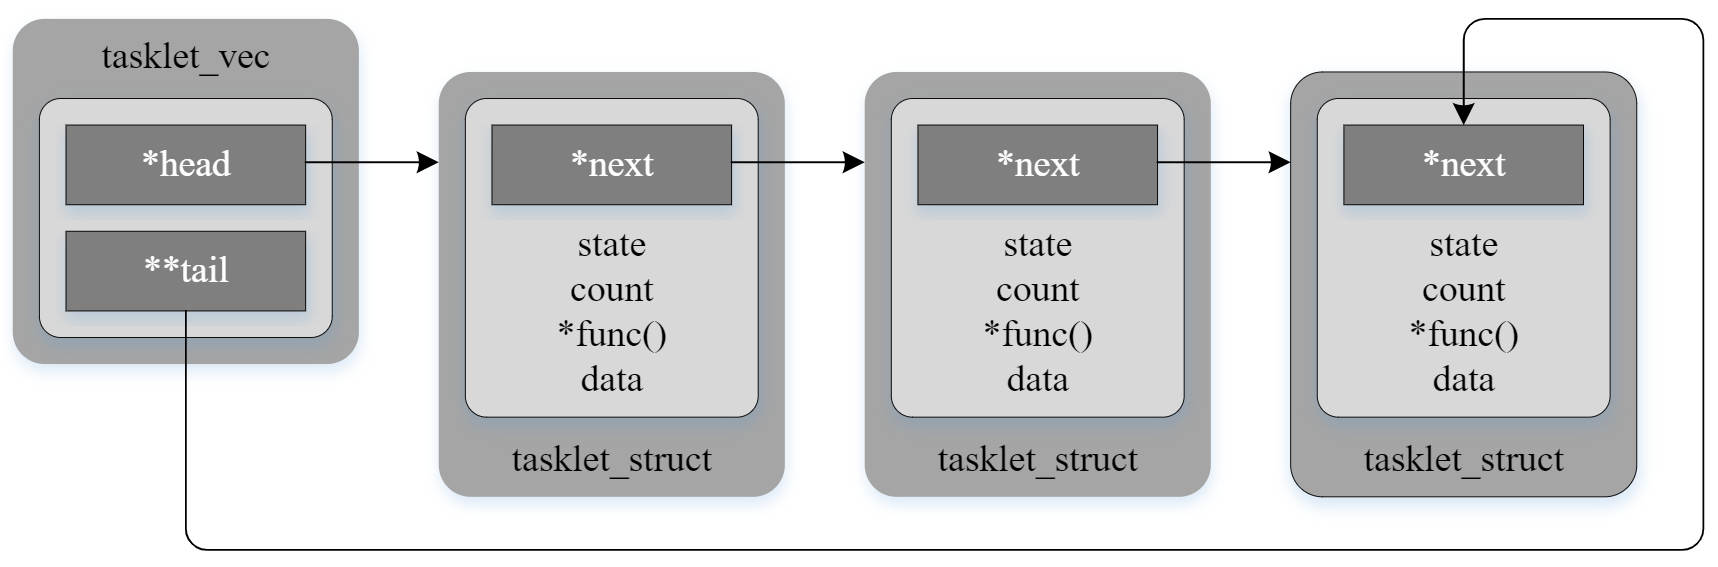 tasklet_vec
*head
**tail
*next
state
count
*func()
data
tasklet_struct
*next
state
count
*func()
data
tasklet_struct
*next
state
count
*func()
data
tasklet_struct